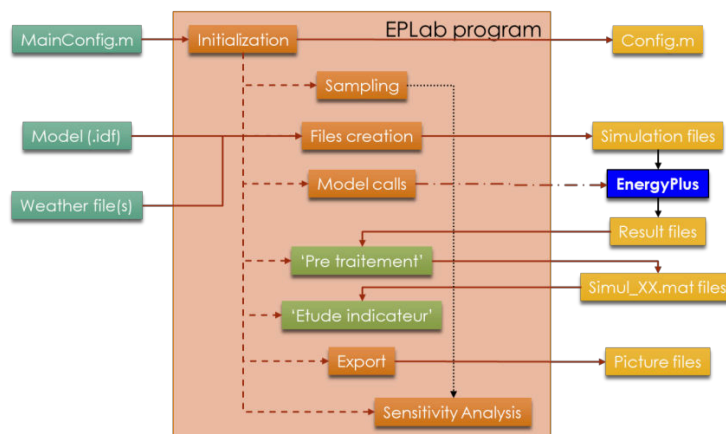 EPLab program
MainConfig.m
Initialization
Config.m
Sampling
Model (.idf)
Files creation
Simulation files
Model calls
EnergyPlus
Weather file(s)
Result files
'Pre traitement'
Simul_XX.mat files
'Etude indicateur'
Export
Picture files
Sensitivity Analysis